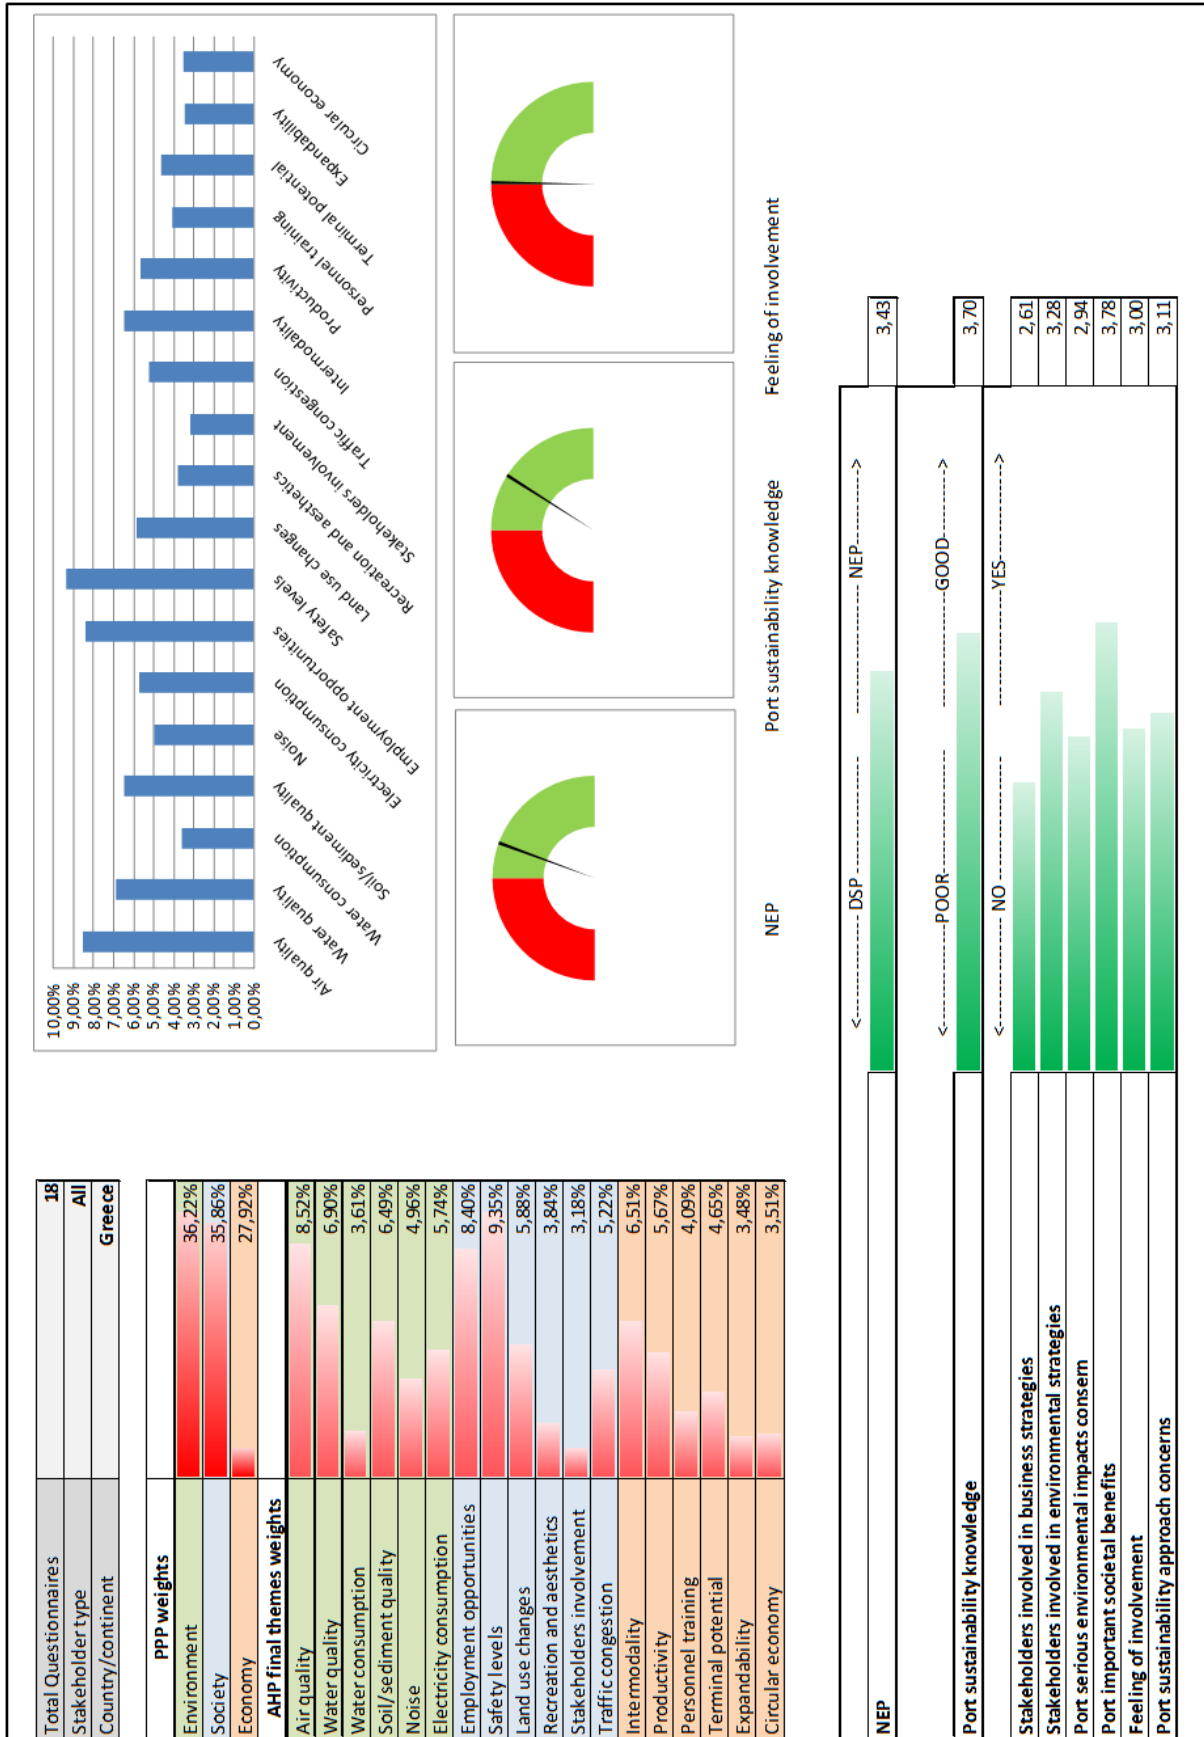 Total Questionnaires 18
Stakeholder type All
Country/continent Greece
PPP weights
Environment 36,22%
Society 35,86%
Economy 27,92%
AHP final themes weights
Air quality 8,52%
Water quality 6,90%
Water consumption 3,61%
Soil/sediment quality 6,49%
Noise 4,96%
Electricity consumption 5,74%
Employment opportunities 8,40%
Safety levels 9,35%
Land use changes 5,88%
Recreation and aesthetics 3,84%
Stakeholders involvement 3,18%
Traffic congestion 5,22%
Intermodality 6,51%
Productivity 5,67%
Personnel training 4,09%
Terminal potential 4,65%
Expandability 3,48%
Circular economy 3,51%
10,00%
9,00%
8,00%
7,00%
6,00%
5,00%
4,00%
3,00%
2,00%
1,00%
0,00%
Air quality
Water quality
Water consumption
Soil/sediment quality
Noise
Electricity consumption
Employment opportunities
Safety levels
Land use changes
Recreation and aesthetics
Stakeholders involvement
Traffic congestion
Intermodality
Productivity
Personnel training
Terminal potential
Expandability
Circular economy
NEP
Port sustainability knowledge
Feeling of involvement
<------------ DSP ------------ ------------ NEP------------>
NEP 3,43
<------------POOR------------ ------------GOOD------------>
Port sustainability knowledge 3,70
<------------ NO ------------ ------------YES------------>
Stakeholders involved in business strategies 2,61
Stakeholders involved in environmental strategies 3,28
Port serious environmental impacts consern 2,94
Port important societal benefits 3,78
Feeling of involvement 3,00
Port sustainability approach concerns 3,11